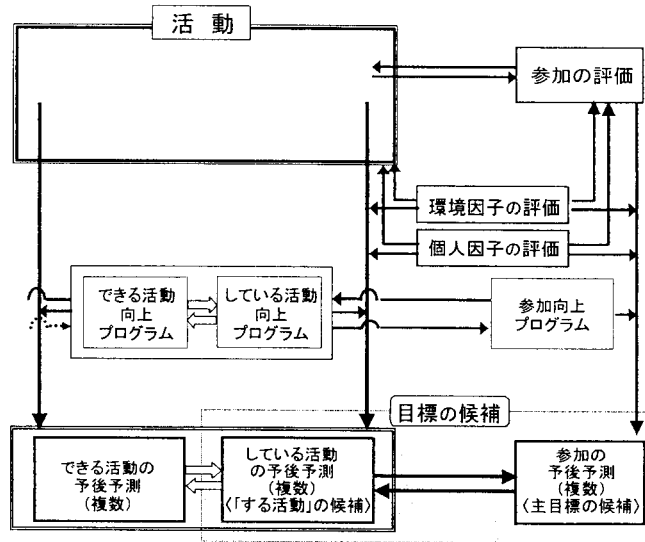 活動
参加の評価
環境因子の評価
個人因子の評価
できる活動
向上
プログラム
している活動
向上
プログラム
参加向上
プログラム
目標の候補
できる活動の
予後予測
(複数)
している活動
の予後予測
(複数)
〈「する活動」の候補〉
参加の
予後予測
(複数)
〈主目標の候補〉